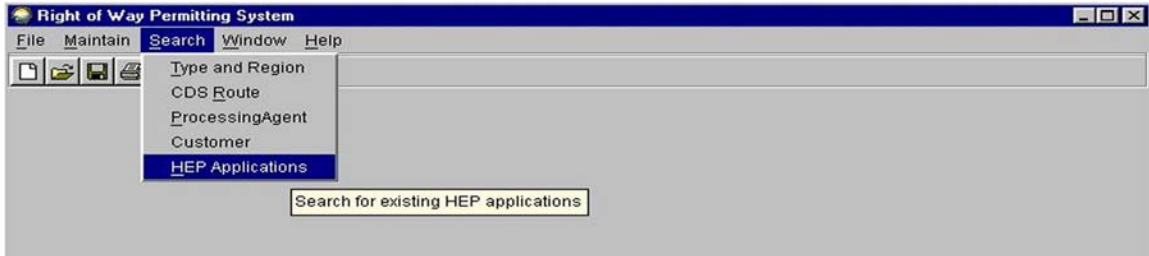 Right of Way Permitting System
File Maintain Search Window Help
Type and Region
CDS Route
ProcessingAgent
Customer
HEP Applications
Search for existing HEP applications